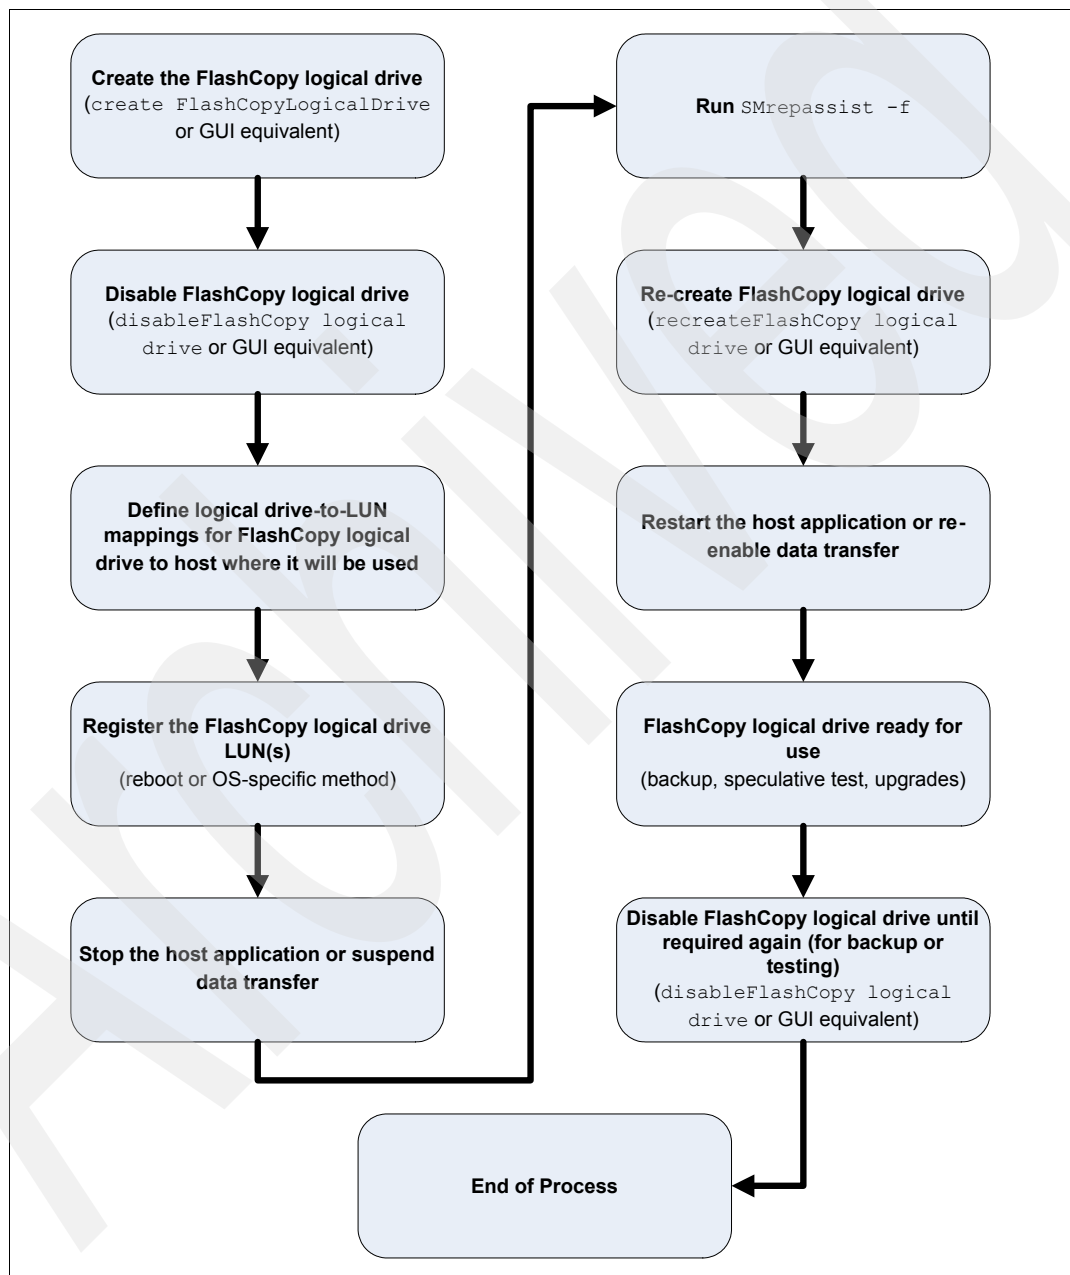 Create the FlashCopy logical drive
(create FlashCopyLogicalDrive
or GUI equivalent)
Disable FlashCopy logical drive
(disableFlashCopy logical
drive or GUI equivalent)
Define logical drive-to-LUN
mappings for FlashCopy logical
drive to host where it will be used
Register the FlashCopy logical drive
LUN(s)
(reboot or OS-specific method)
Stop the host application or suspend
data transfer
Run SMrepassist -f
Re-create FlashCopy logical drive
(recreateFlashCopy logical
drive or GUI equivalent)
Restart the host application or re-
enable data transfer
FlashCopy logical drive ready for
use
(backup, speculative test, upgrades)
Disable FlashCopy logical drive until
required again (for backup or
testing)
(disableFlashCopy logical
drive or GUI equivalent)
End of Process
Archived